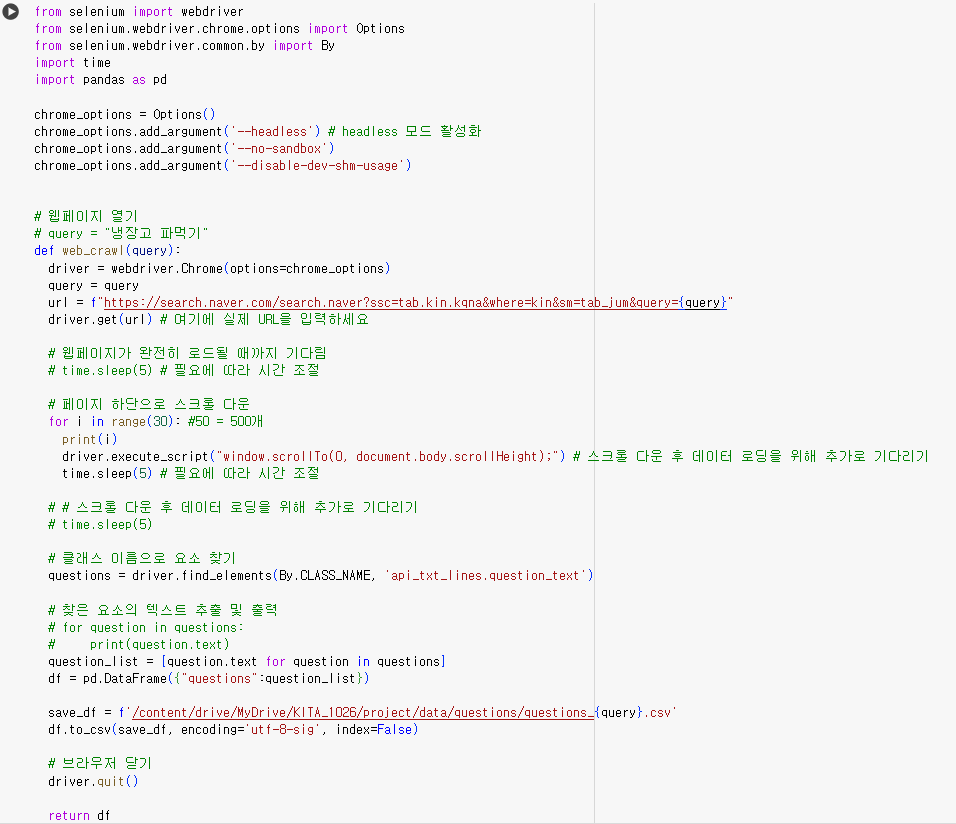 from selenium import webdriver
from selenium.webdriver.chrome.options import Options
from selenium.webdriver.common.by import By
import time
import pandas as pd
chrome_options = Options()
chrome_options.add_argument('--headless') # headless 모드 활성화
chrome_options.add_argument('--no-sandbox')
chrome_options.add_argument('--disable-dev-shm-usage')
# 웹페이지 열기
# query = "냉장고 파먹기"
def web_crawl(query):
driver = webdriver.Chrome(options=chrome_options)
query = query
url = f"https://search.naver.com/search.naver?ssc=tab.kin.kqna&where=kin&sm=tab_jum&query={query}"
driver.get(url) # 여기에 실제 URL을 입력하세요
# 웹페이지가 완전히 로드될 때까지 기다림
# time.sleep(5) # 필요에 따라 시간 조절
# 페이지 하단으로 스크롤 다운
for i in range(30): #50 = 500개
print(i)
driver.execute_script("window.scrollTo(0, document.body.scrollHeight);") # 스크롤 다운 후 데이터 로딩을 위해 추가로 기다리기
time.sleep(5) # 필요에 따라 시간 조절
# # 스크롤 다운 후 데이터 로딩을 위해 추가로 기다리기
# time.sleep(5)
# 클래스 이름으로 요소 찾기
questions = driver.find_elements(By.CLASS_NAME, 'api_txt_lines.question_text')
# 찾은 요소의 텍스트 추출 및 출력
# for question in questions:
#     print(question.text)
question_list = [question.text for question in questions]
df = pd.DataFrame({"questions":question_list})
save_df = f'/content/drive/MyDrive/KITA_1026/project/data/questions/questions_{query}.csv'
df.to_csv(save_df, encoding='utf-8-sig', index=False)
# 브라우저 닫기
driver.quit()
return df